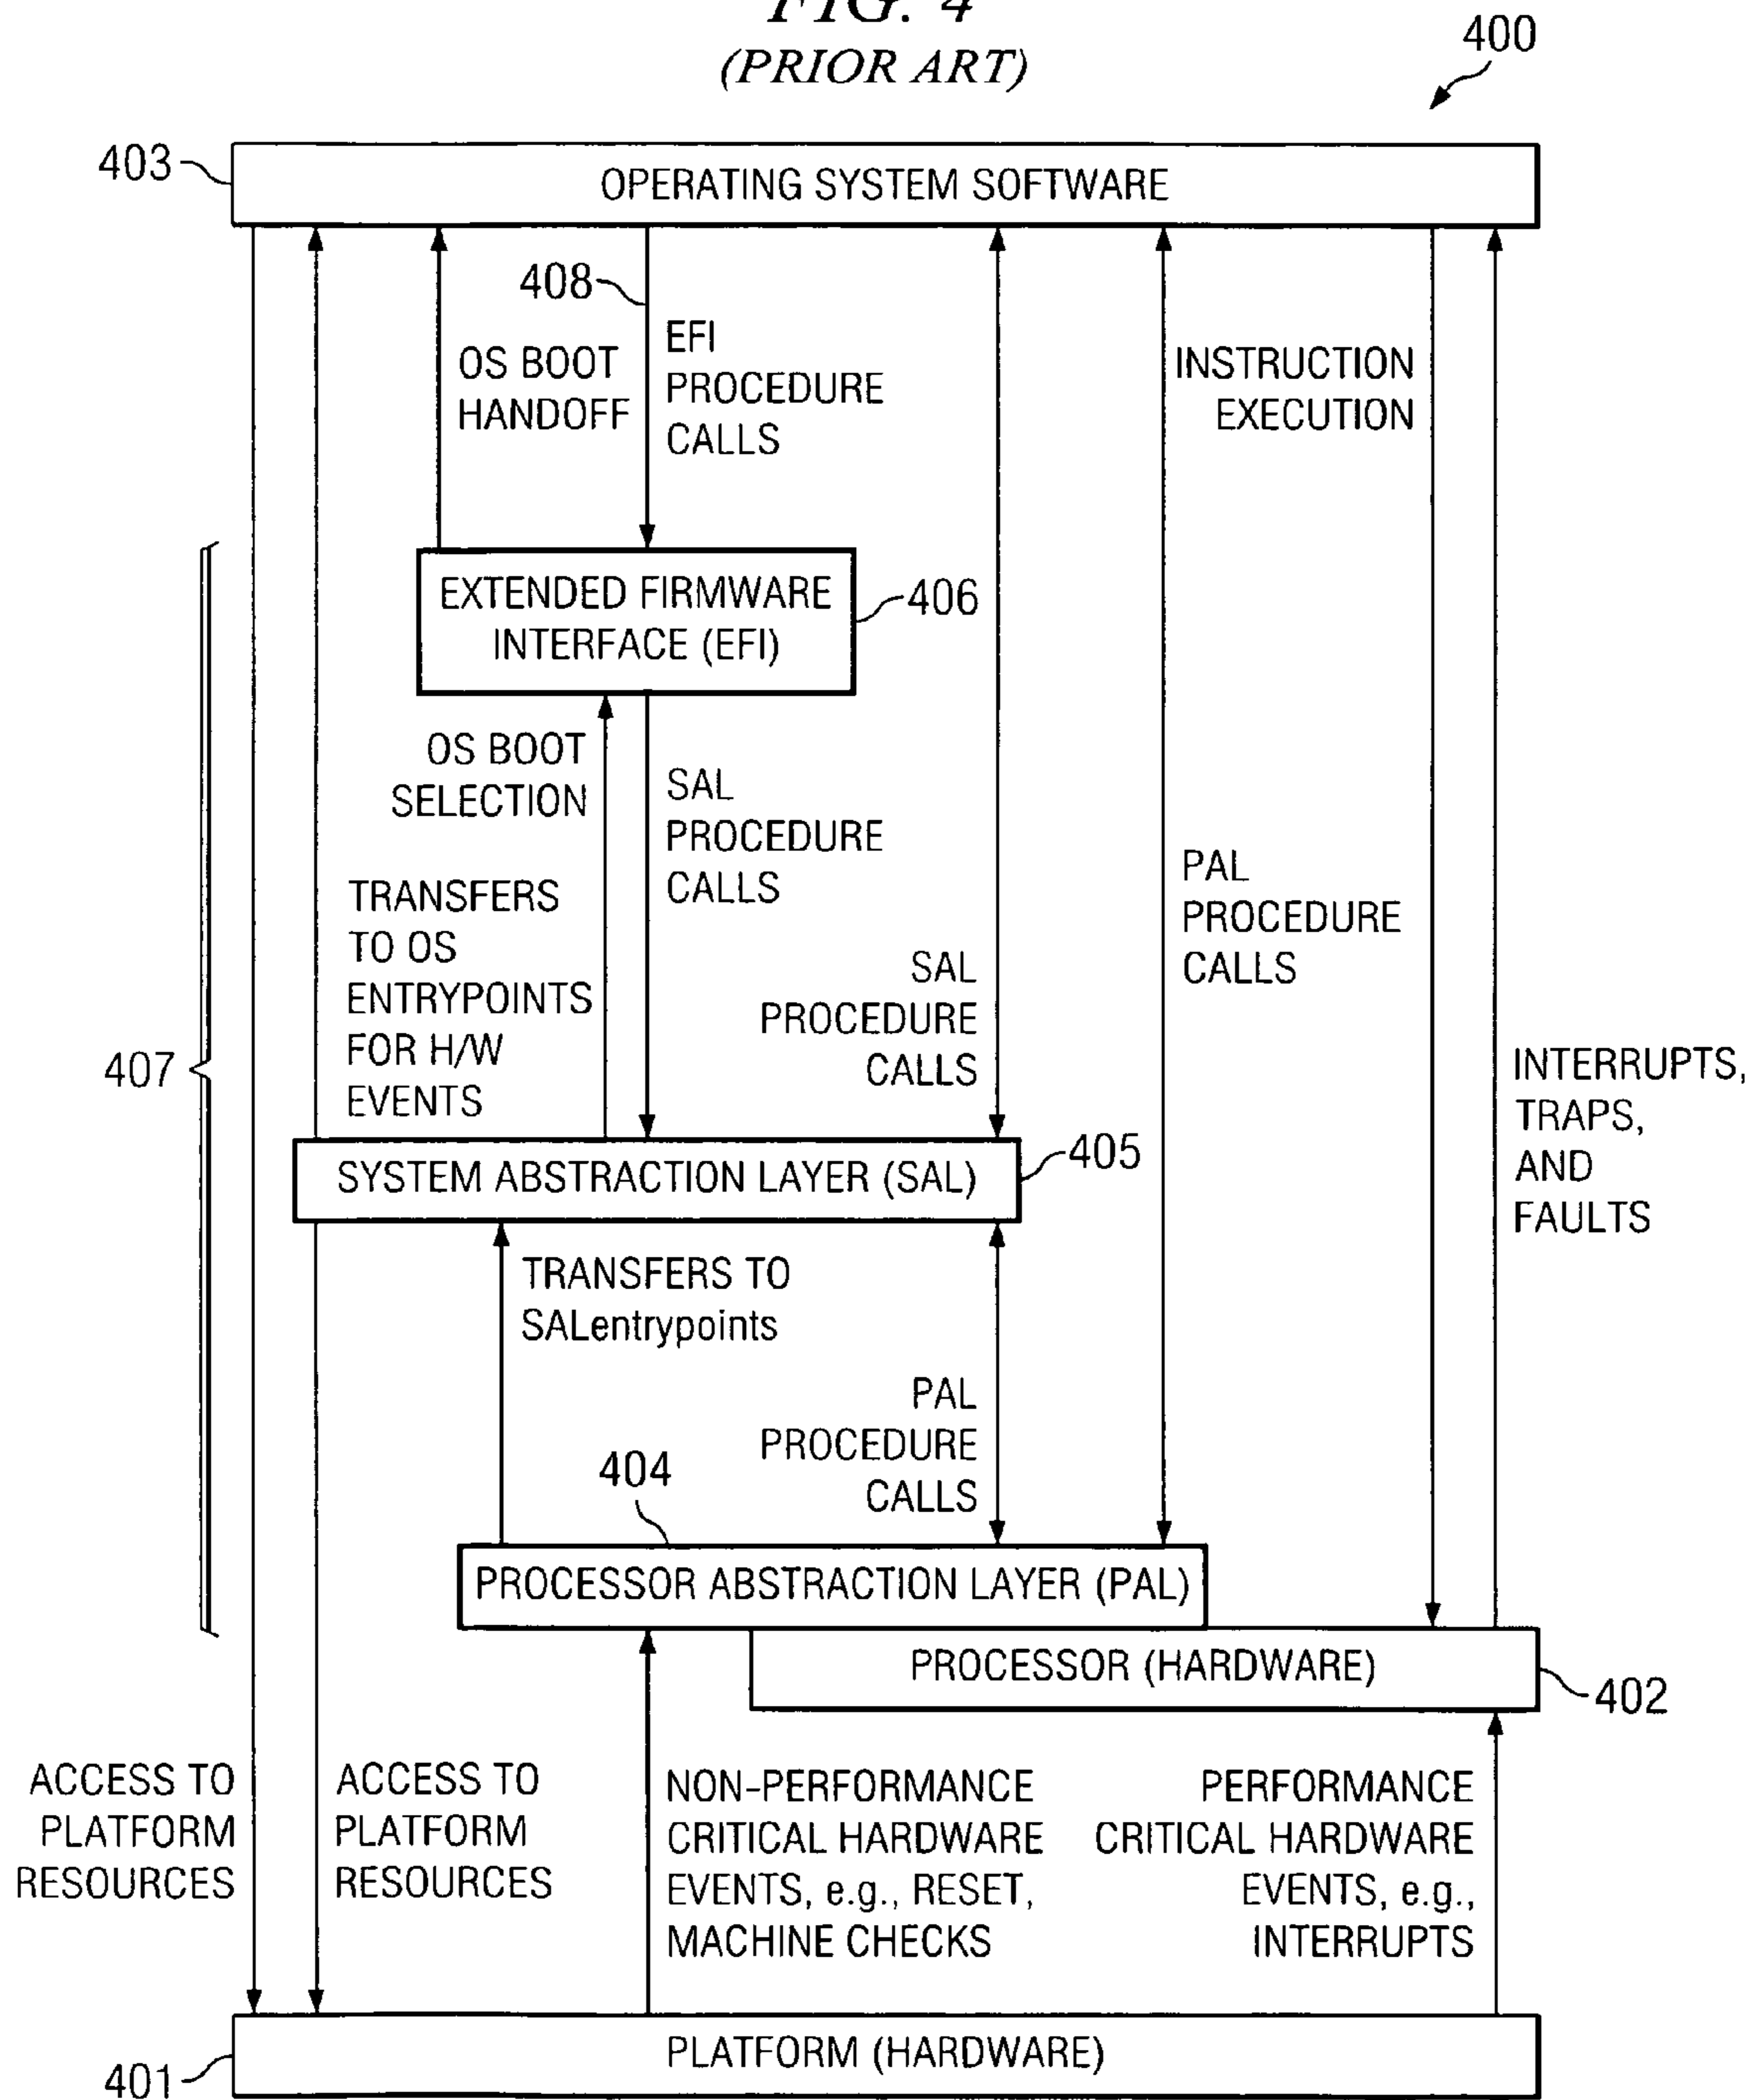 FIG. 4
(PRIOR ART)
400
403
OPERATING SYSTEM SOFTWARE
408
OS BOOT
HANDOFF
EFI
PROCEDURE
CALLS
INSTRUCTION
EXECUTION
EXTENDED FIRMWARE
INTERFACE (EFI)
406
OS BOOT
SELECTION
SAL
PROCEDURE
CALLS
TRANSFERS
TO OS
ENTRYPOINTS
FOR H/W
EVENTS
SAL
PROCEDURE
CALLS
PAL
PROCEDURE
CALLS
407
INTERRUPTS,
TRAPS,
AND
FAULTS
SYSTEM ABSTRACTION LAYER (SAL)
405
TRANSFERS TO
SALentrypoints
PAL
PROCEDURE
CALLS
404
PROCESSOR ABSTRACTION LAYER (PAL)
PROCESSOR (HARDWARE)
402
ACCESS TO
PLATFORM
RESOURCES
ACCESS TO
PLATFORM
RESOURCES
NON-PERFORMANCE
CRITICAL HARDWARE
EVENTS, e.g., RESET,
MACHINE CHECKS
PERFORMANCE
CRITICAL HARDWARE
EVENTS, e.g.,
INTERRUPTS
PLATFORM (HARDWARE)
401